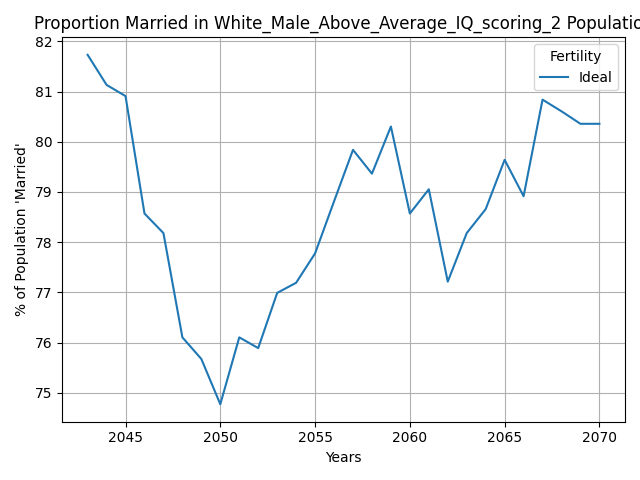 Proportion Married in White_Male_Above_Average_IQ_scoring_2 Populatio
Fertility
Ideal
% of Population 'Married'
82
81
80
79
78
77
76
75
2045 2050 2055 2060 2065 2070
Years